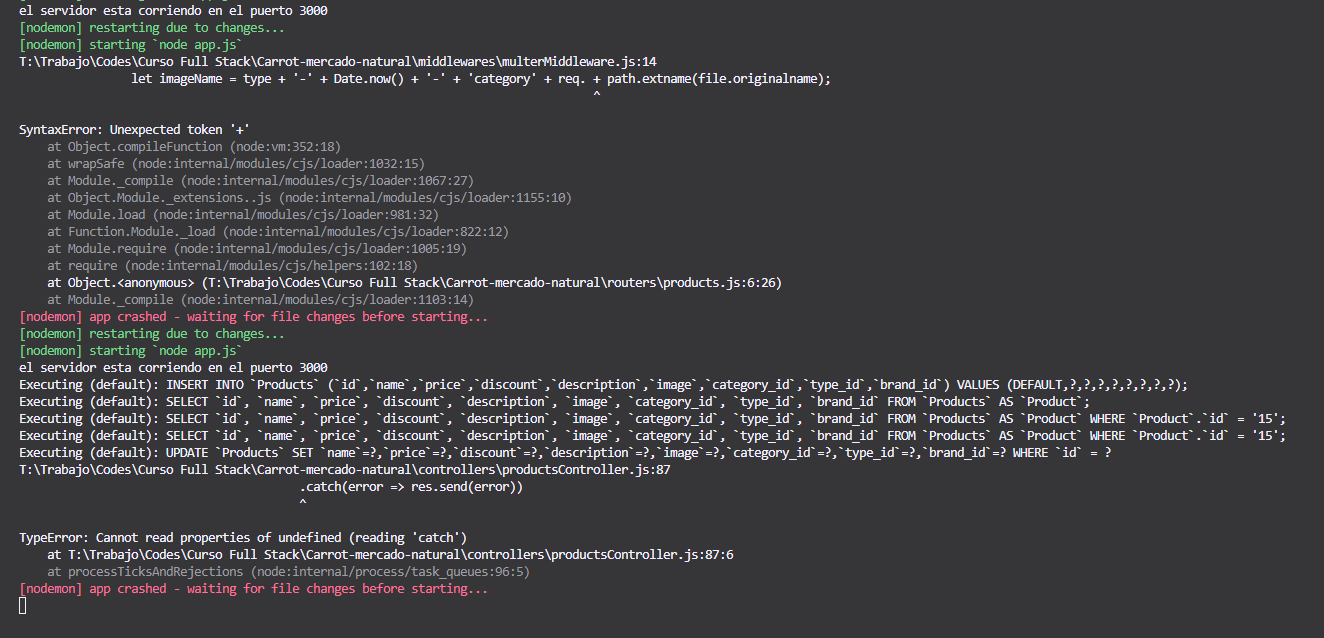 el servidor esta corriendo en el puerto 3000
[nodemon] restarting due to changes...
[nodemon] starting `node app.js`
T:\Trabajo\Codes\Curso Full Stack\Carrot-mercado-natural\middlewares\multerMiddleware.js:14
let imageName = type + '-' + Date.now() + '-' + 'category' + req. + path.extname(file.originalname);
^
SyntaxError: Unexpected token '+'
at Object.compileFunction (node:vm:352:18)
at wrapSafe (node:internal/modules/cjs/loader:1032:15)
at Module._compile (node:internal/modules/cjs/loader:1067:27)
at Object.Module._extensions..js (node:internal/modules/cjs/loader:1155:10)
at Module.load (node:internal/modules/cjs/loader:981:32)
at Function.Module._load (node:internal/modules/cjs/loader:822:12)
at Module.require (node:internal/modules/cjs/loader:1005:19)
at require (node:internal/modules/cjs/helpers:102:18)
at Object.<anonymous> (T:\Trabajo\Codes\Curso Full Stack\Carrot-mercado-natural\routers\products.js:6:26)
at Module._compile (node:internal/modules/cjs/loader:1103:14)
[nodemon] app crashed - waiting for file changes before starting...
[nodemon] restarting due to changes...
[nodemon] starting `node app.js`
el servidor esta corriendo en el puerto 3000
Executing (default): INSERT INTO `Products` (`id`,`name`,`price`,`discount`,`description`,`image`,`category_id`,`type_id`,`brand_id`) VALUES (DEFAULT,?,?,?,?,?,?,?,?);
Executing (default): SELECT `id`, `name`, `price`, `discount`, `description`, `image`, `category_id`, `type_id`, `brand_id` FROM `Products` AS `Product`;
Executing (default): SELECT `id`, `name`, `price`, `discount`, `description`, `image`, `category_id`, `type_id`, `brand_id` FROM `Products` AS `Product` WHERE `Product`.`id` = '15';
Executing (default): SELECT `id`, `name`, `price`, `discount`, `description`, `image`, `category_id`, `type_id`, `brand_id` FROM `Products` AS `Product` WHERE `Product`.`id` = '15';
Executing (default): UPDATE `Products` SET `name`=?,`price`=?,`discount`=?,`description`=?,`image`=?,`category_id`=?,`type_id`=?,`brand_id`=? WHERE `id` = ?
T:\Trabajo\Codes\Curso Full Stack\Carrot-mercado-natural\controllers\productsController.js:87
.catch(error => res.send(error))
^
TypeError: Cannot read properties of undefined (reading 'catch')
at T:\Trabajo\Codes\Curso Full Stack\Carrot-mercado-natural\controllers\productsController.js:87:6
at processTicksAndRejections (node:internal/process/task_queues:96:5)
[nodemon] app crashed - waiting for file changes before starting...